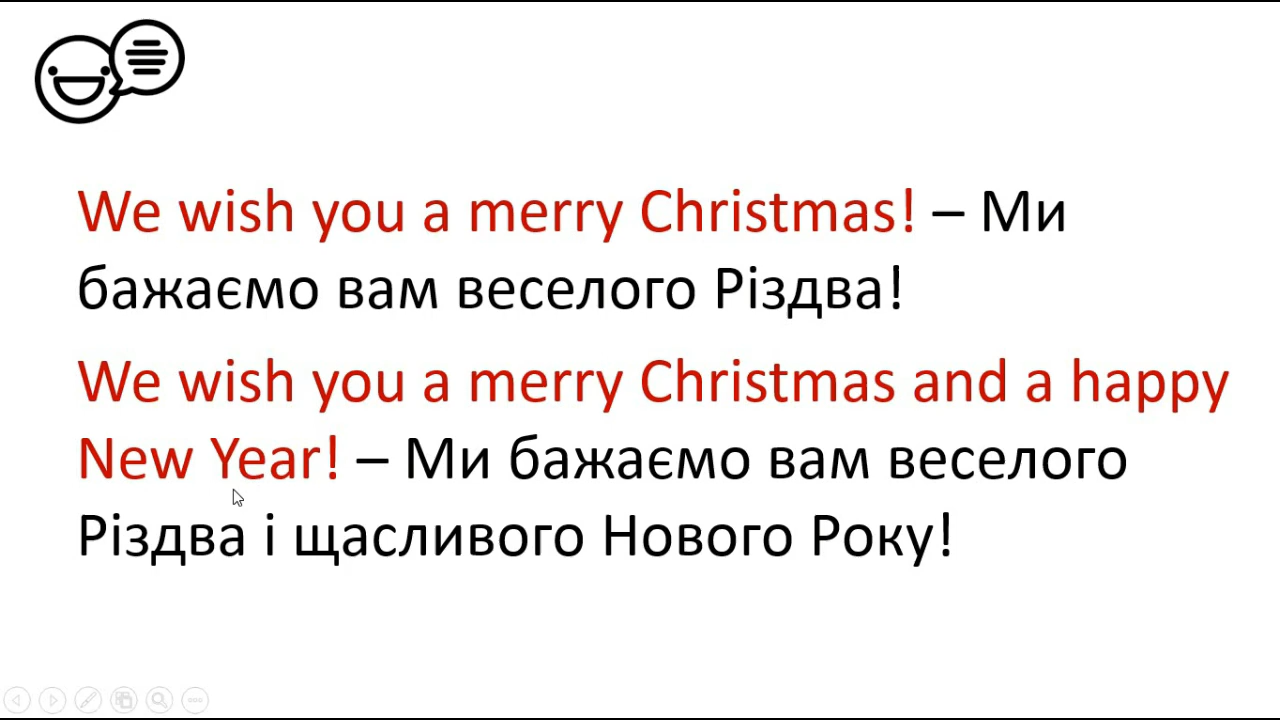 We wish you a merry Christmas! – Ми
бажаємо вам веселого Різдва!
We wish you a merry Christmas and a happy
New Year! – Ми бажаємо вам веселого
Різдва і щасливого Нового Року!